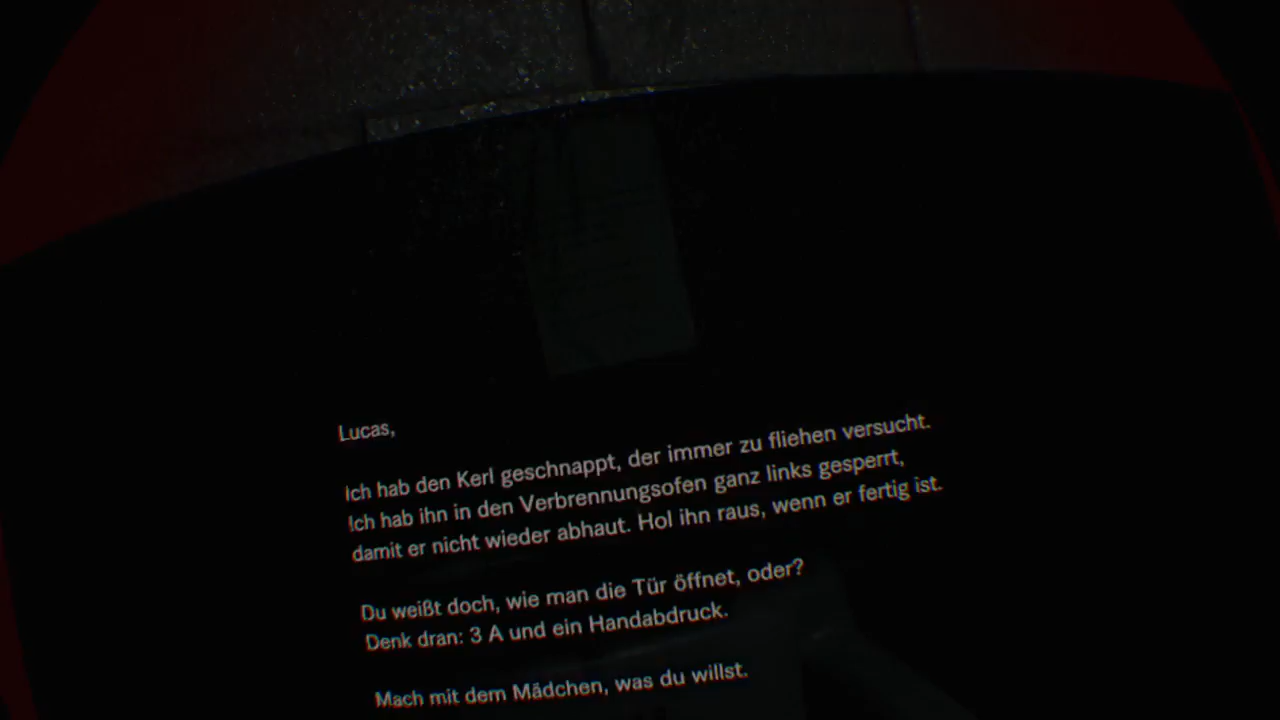 Lucas,
Ich hab den Kerl geschnappt, der immer zu fliehen versucht.
Ich hab ihn in den Verbrennungsofen ganz links gesperrt,
damit er nicht wieder abhaut. Hol ihn raus, wenn er fertig ist.
Du weißt doch, wie man die Tür öffnet, oder?
Denk dran: 3 A und ein Handabdruck.
Mach mit dem Mädchen, was du willst.